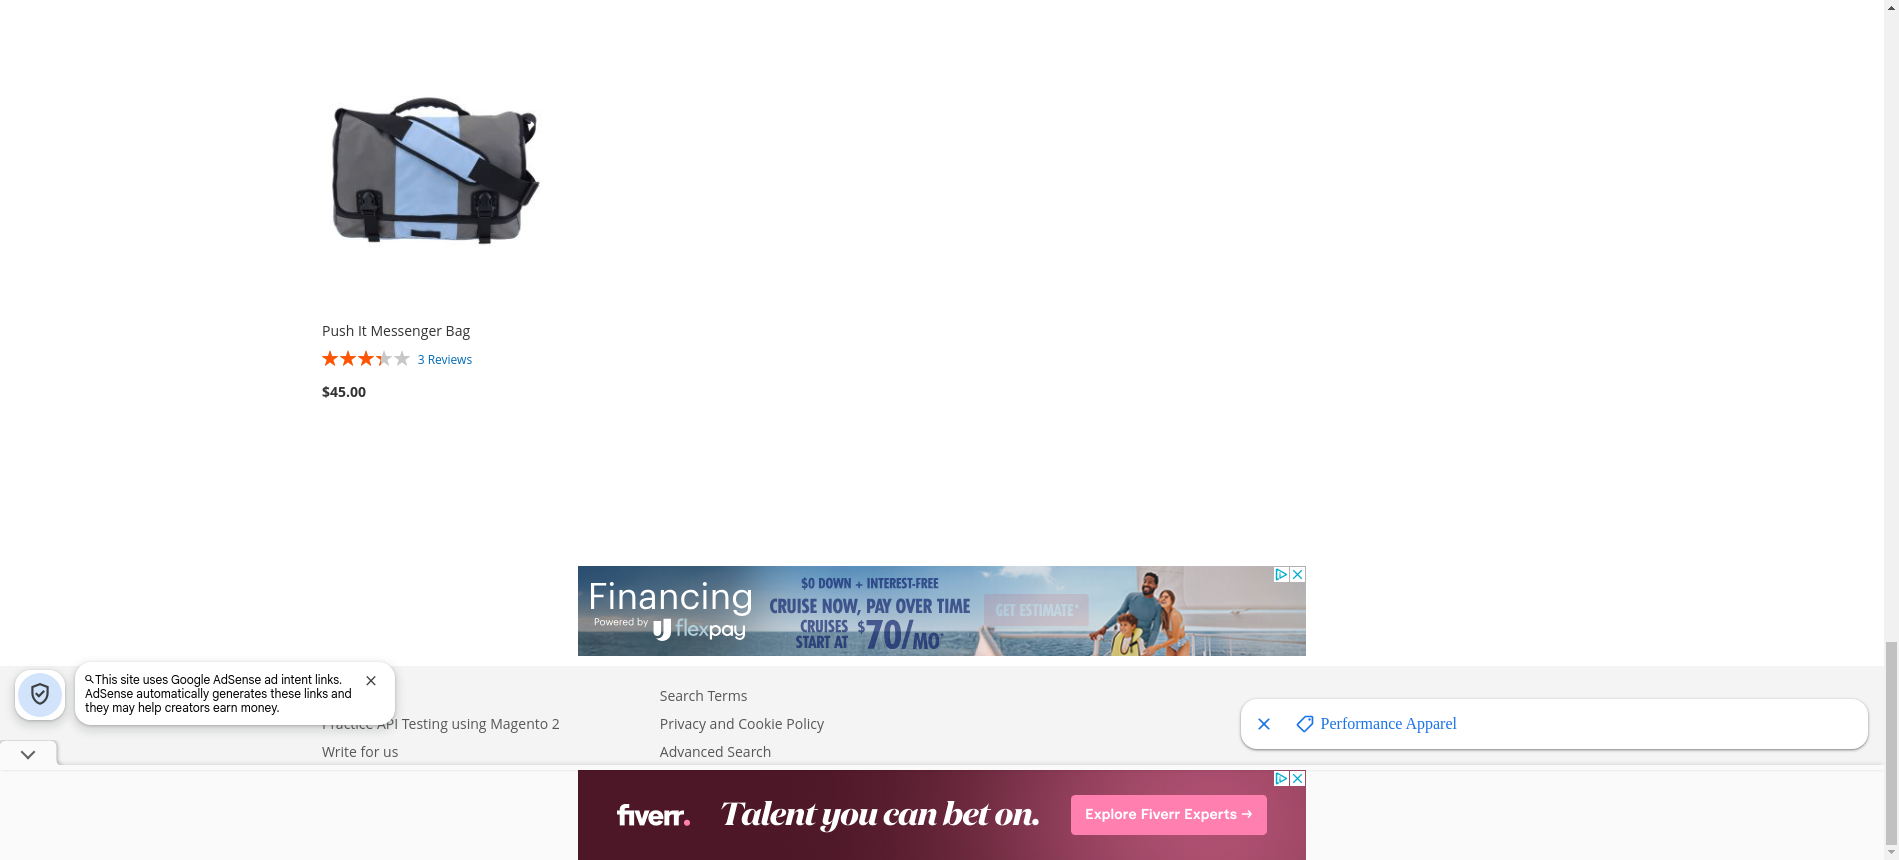 Push It Messenger Bag
3 Reviews
$45.00
Financing
Powered by flexpay
$0 DOWN + INTEREST-FREE
CRUISE NOW, PAY OVER TIME
CRUISES START AT $70/MO*
GET ESTIMATE*
This site uses Google AdSense ad intent links.
AdSense automatically generates these links and
they may help creators earn money.
Practice API Testing using Magento 2
Write for us
Search Terms
Privacy and Cookie Policy
Advanced Search
Performance Apparel
fiverr.
Talent you can bet on.
Explore Fiverr Experts →